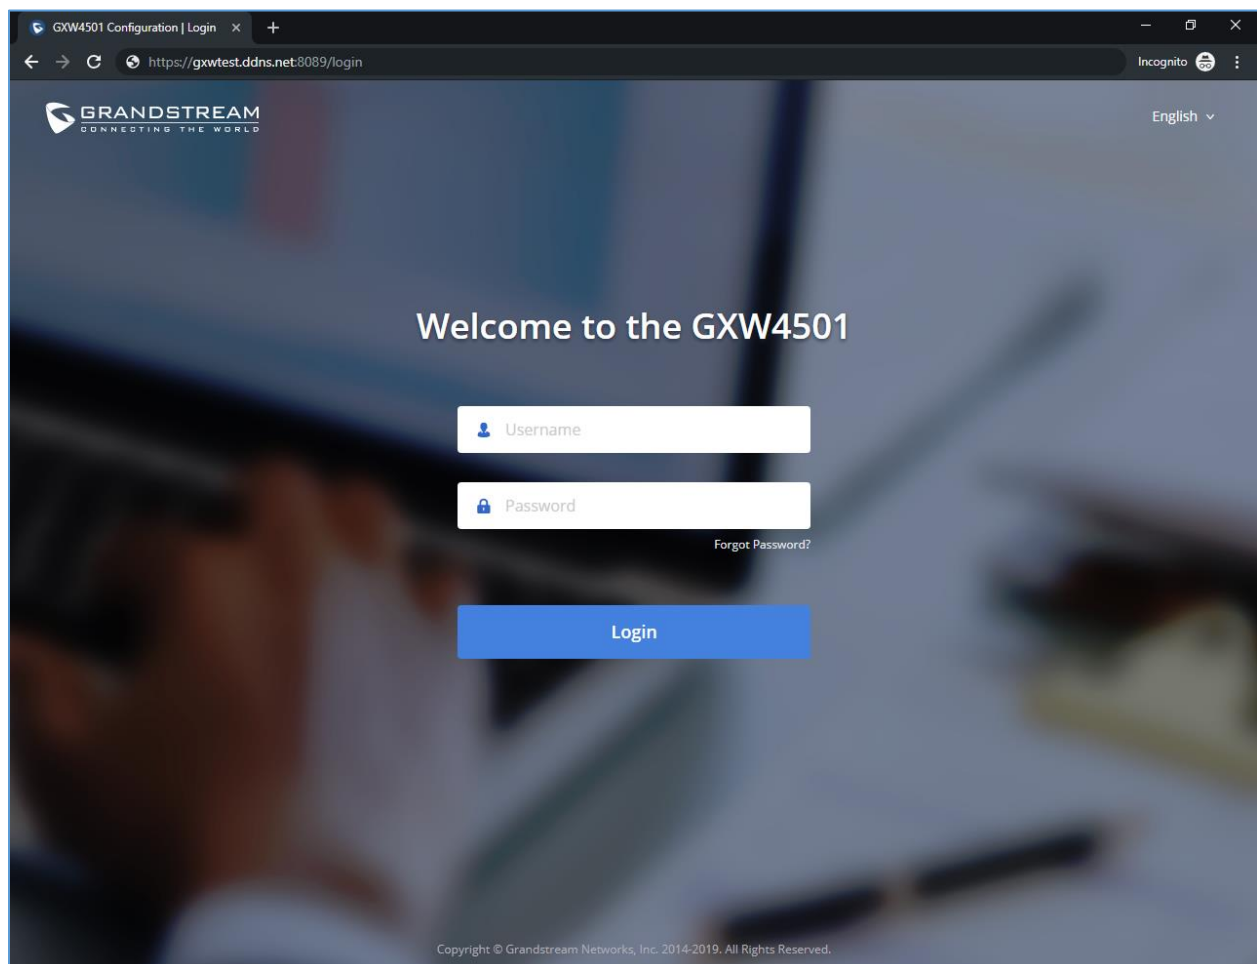 GXW4501 Configuration | Login
https://gxwtest.ddns.net:8089/login
Incognito
GRANDSTREAM
CONNECTING THE WORLD
English
Welcome to the GXW4501
Username
Password
Forgot Password?
Login
Copyright © Grandstream Networks, Inc. 2014-2019. All Rights Reserved.